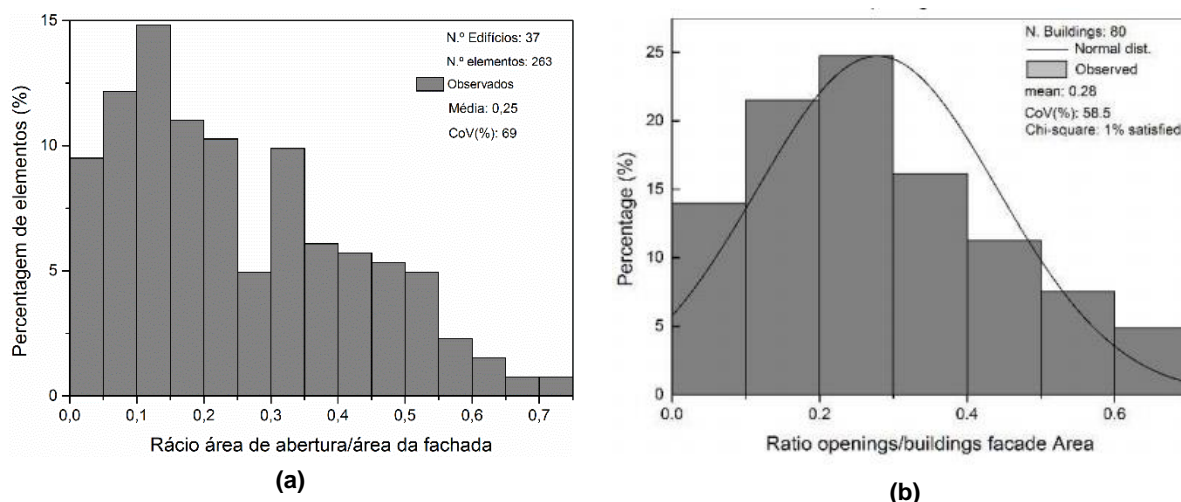 N.º Edifícios: 37
N.º elementos: 263
Observados
Média: 0,25
CoV(%): 69
Percentagem de elementos (%)
15
10
5
0
0,0 0,1 0,2 0,3 0,4 0,5 0,6 0,7
Rácio área de abertura/área da fachada
(a)
N. Buildings: 80
Normal dist.
Observed
mean: 0.28
CoV(%): 58.5
Chi-square: 1% satisfied
Percentage (%)
25
20
15
10
5
0
0.0 0.2 0.4 0.6
Ratio openings/buildings facade Area
(b)